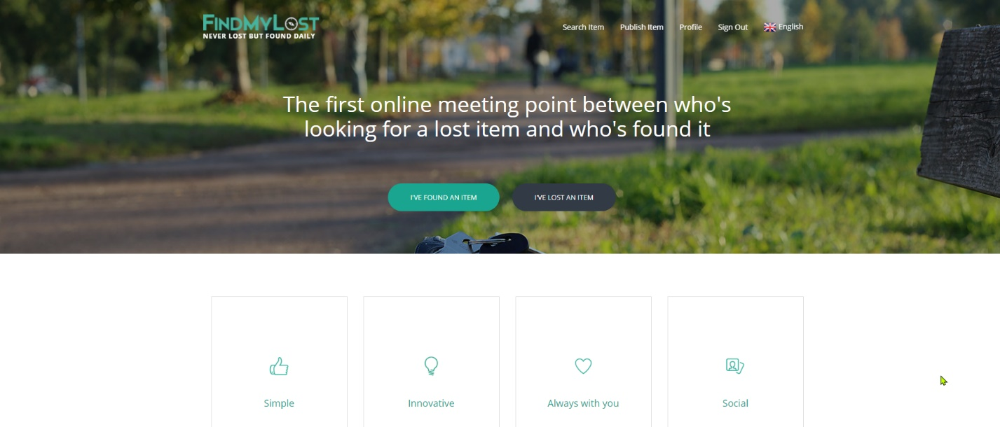 FINDMYLOST
NEVER LOST BUT FOUND DAILY
Search Item
Publish Item
Profile
Sign Out
English
The first online meeting point between who's
looking for a lost item and who's found it
I'VE FOUND AN ITEM
I'VE LOST AN ITEM
Simple
Innovative
Always with you
Social